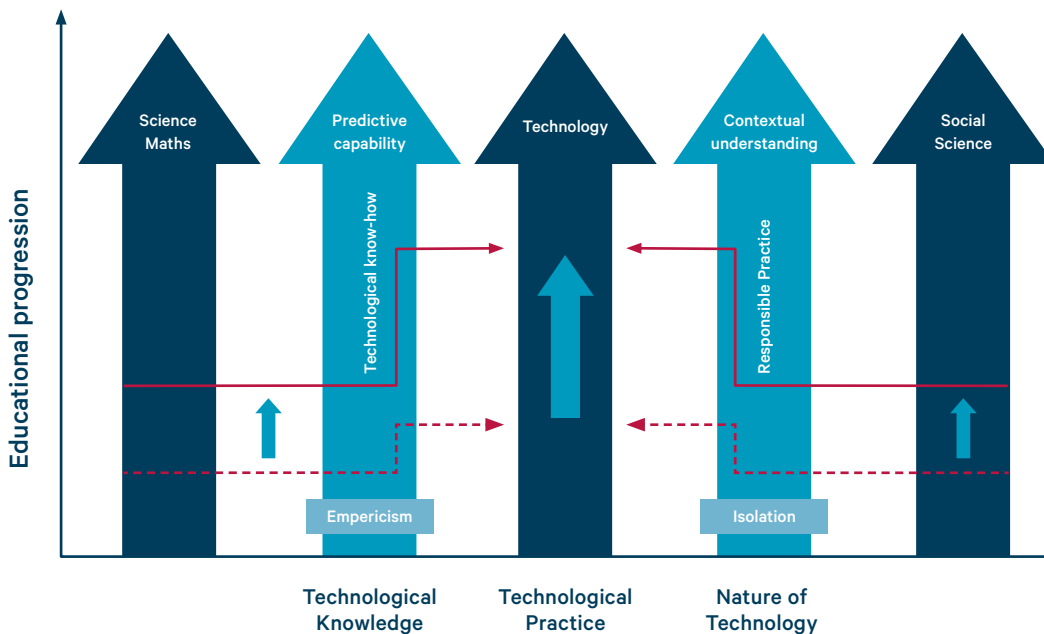 Science
Maths
Predictive
capability
Technology
Contextual
understanding
Social
Science
Educational progression
Technological know-how
Responsible Practice
Empericism
Isolation
Technological
Knowledge
Technological
Practice
Nature of
Technology